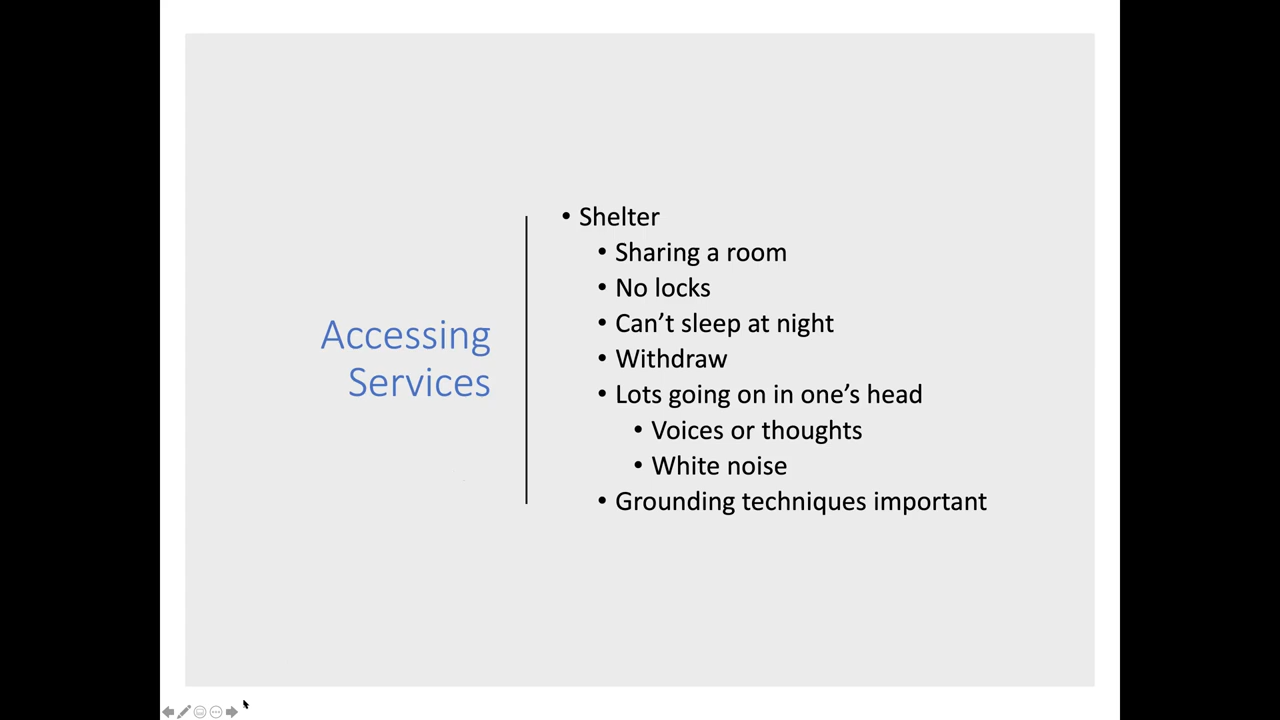 Accessing
Services
• Shelter
• Sharing a room
• No locks
• Can’t sleep at night
• Withdraw
• Lots going on in one’s head
• Voices or thoughts
• White noise
• Grounding techniques important